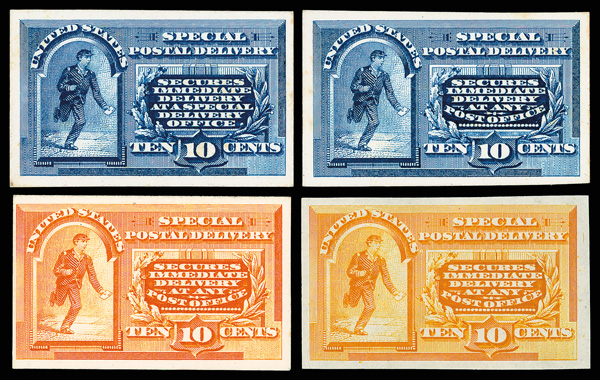 UNITED STATES
SPECIAL
POSTAL DELIVERY
SECURES
IMMEDIATE
DELIVERY
AT A SPECIAL
DELIVERY
OFFICE.
TEN 10 CENTS
UNITED STATES
SPECIAL
POSTAL DELIVERY
SECURES
IMMEDIATE
DELIVERY
AT ANY
POST OFFICE
TEN 10 CENTS
UNITED STATES
SPECIAL
POSTAL DELIVERY
SECURES
IMMEDIATE
DELIVERY
AT ANY
POST OFFICE
TEN 10 CENTS
UNITED STATES
SPECIAL
POSTAL DELIVERY
SECURES
IMMEDIATE
DELIVERY
AT ANY
POST OFFICE.
TEN 10 CENTS